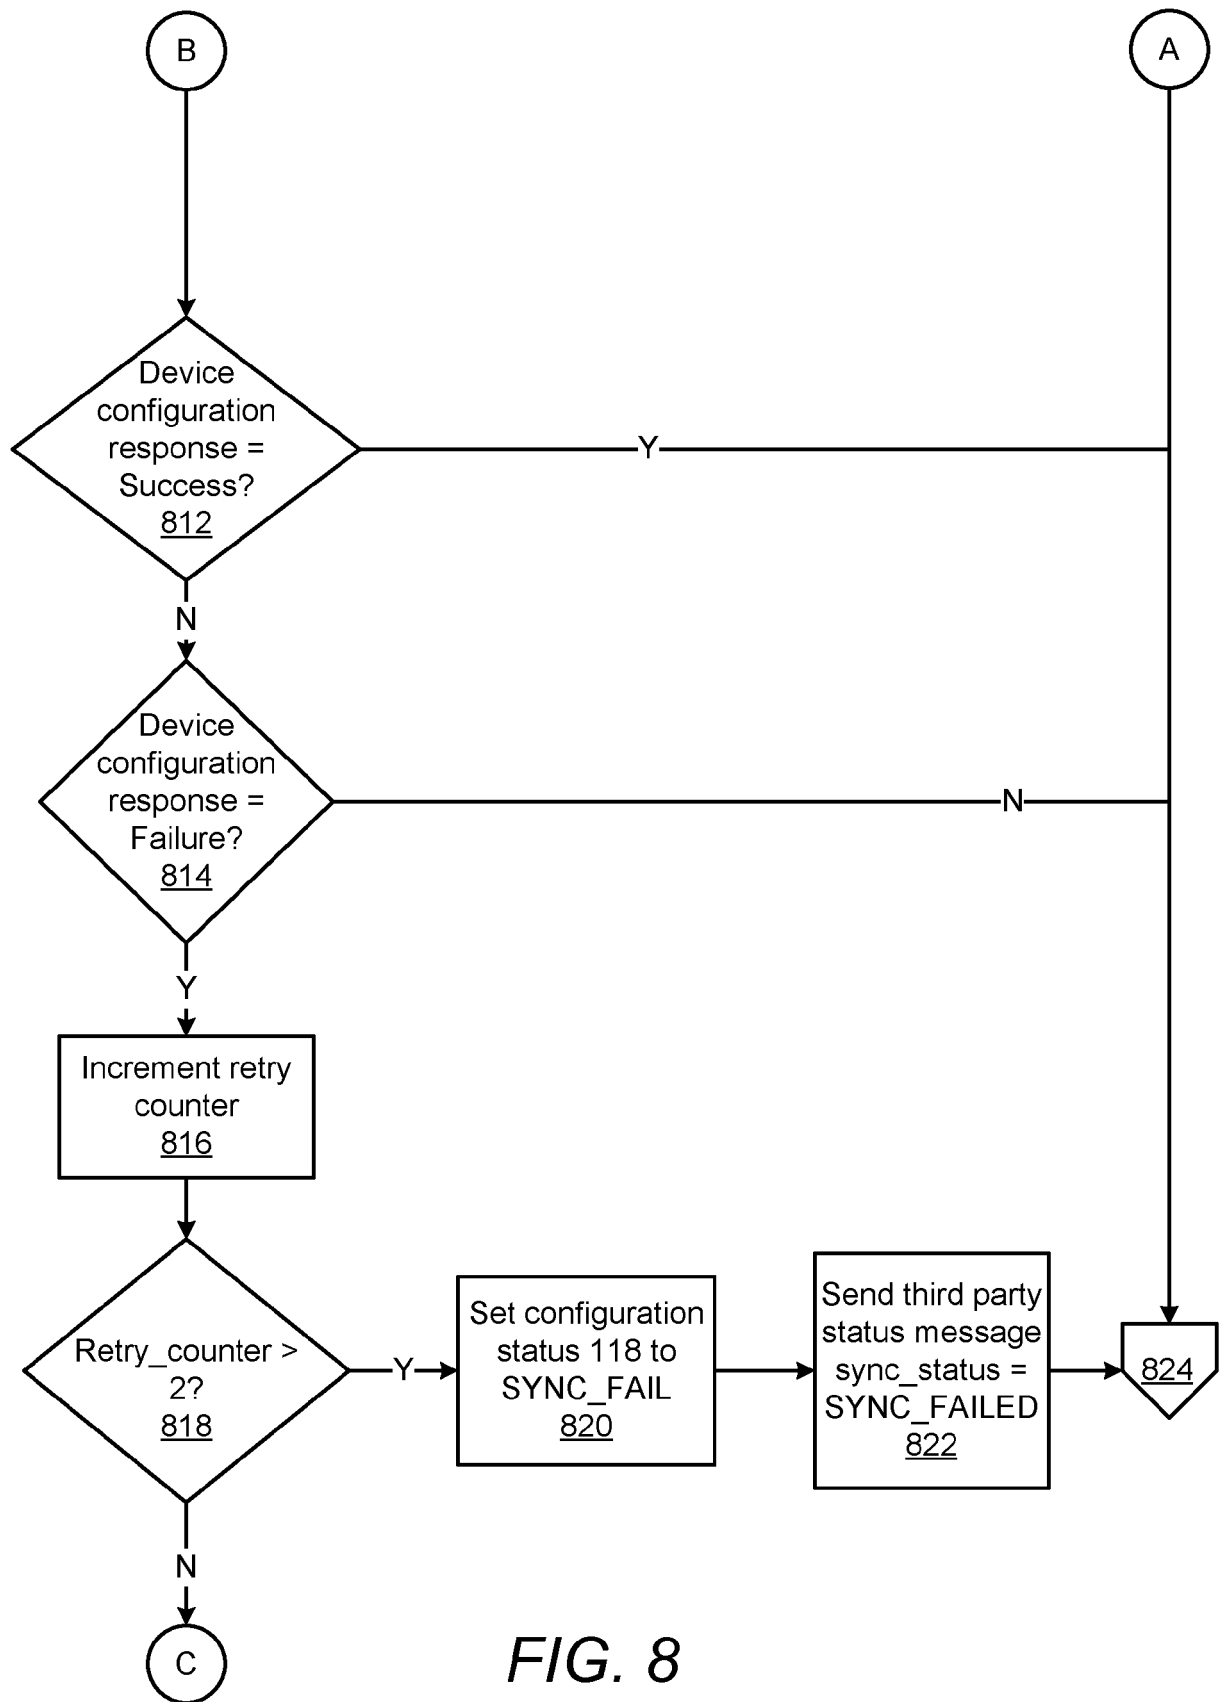 B
A
Device
configuration
response =
Success?
812
Y
N
Device
configuration
response =
Failure?
814
N
Y
Increment retry
counter
816
Retry_counter >
2?
818
Y
Set configuration
status 118 to
SYNC_FAIL
820
Send third party
status message
sync_status =
SYNC_FAILED
822
824
N
C
FIG. 8